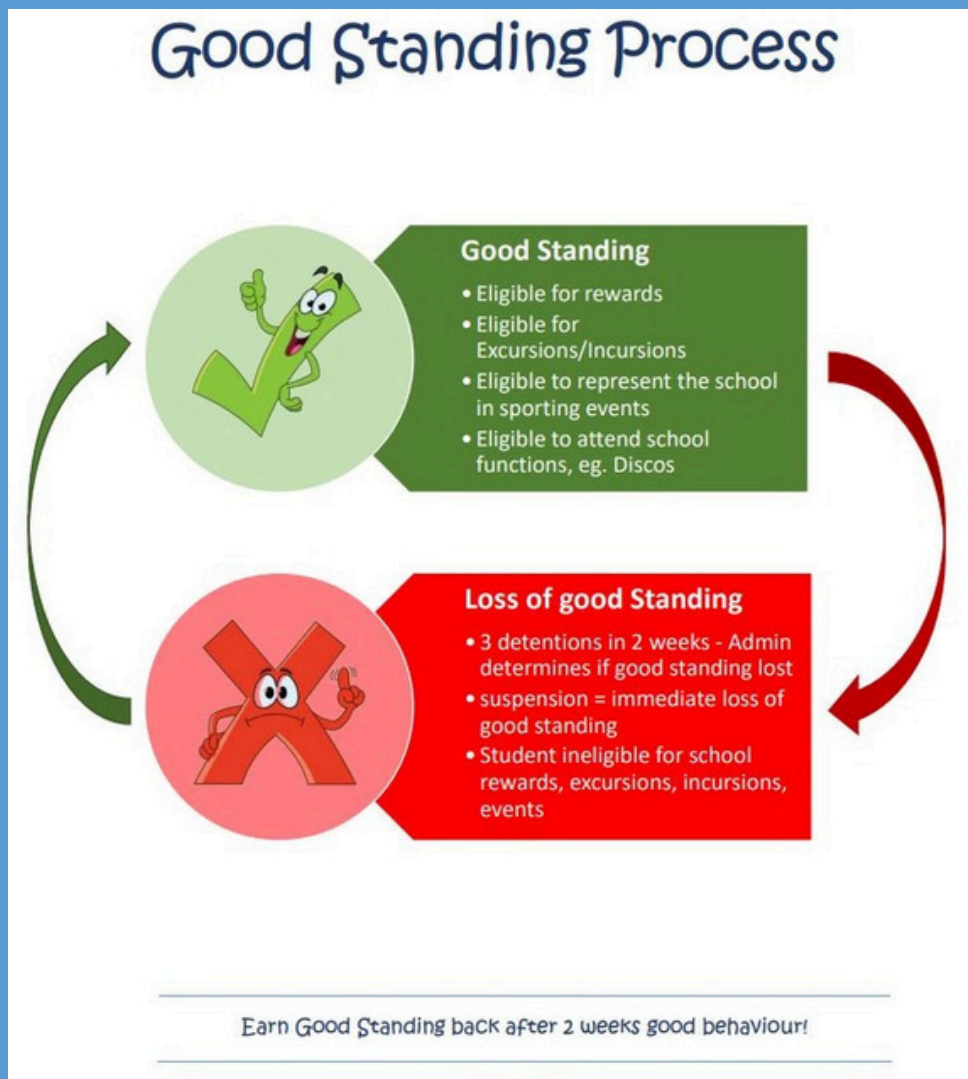 Good Standing Process
Good Standing
• Eligible for rewards
• Eligible for
Excursions/Incursions
• Eligible to represent the school
in sporting events
• Eligible to attend school
functions, eg. Discos
Loss of good Standing
• 3 detentions in 2 weeks - Admin
determines if good standing lost
• suspension = immediate loss of
good standing
• Student ineligible for school
rewards, excursions, incursions,
events
Earn Good Standing back after 2 weeks good behaviour!